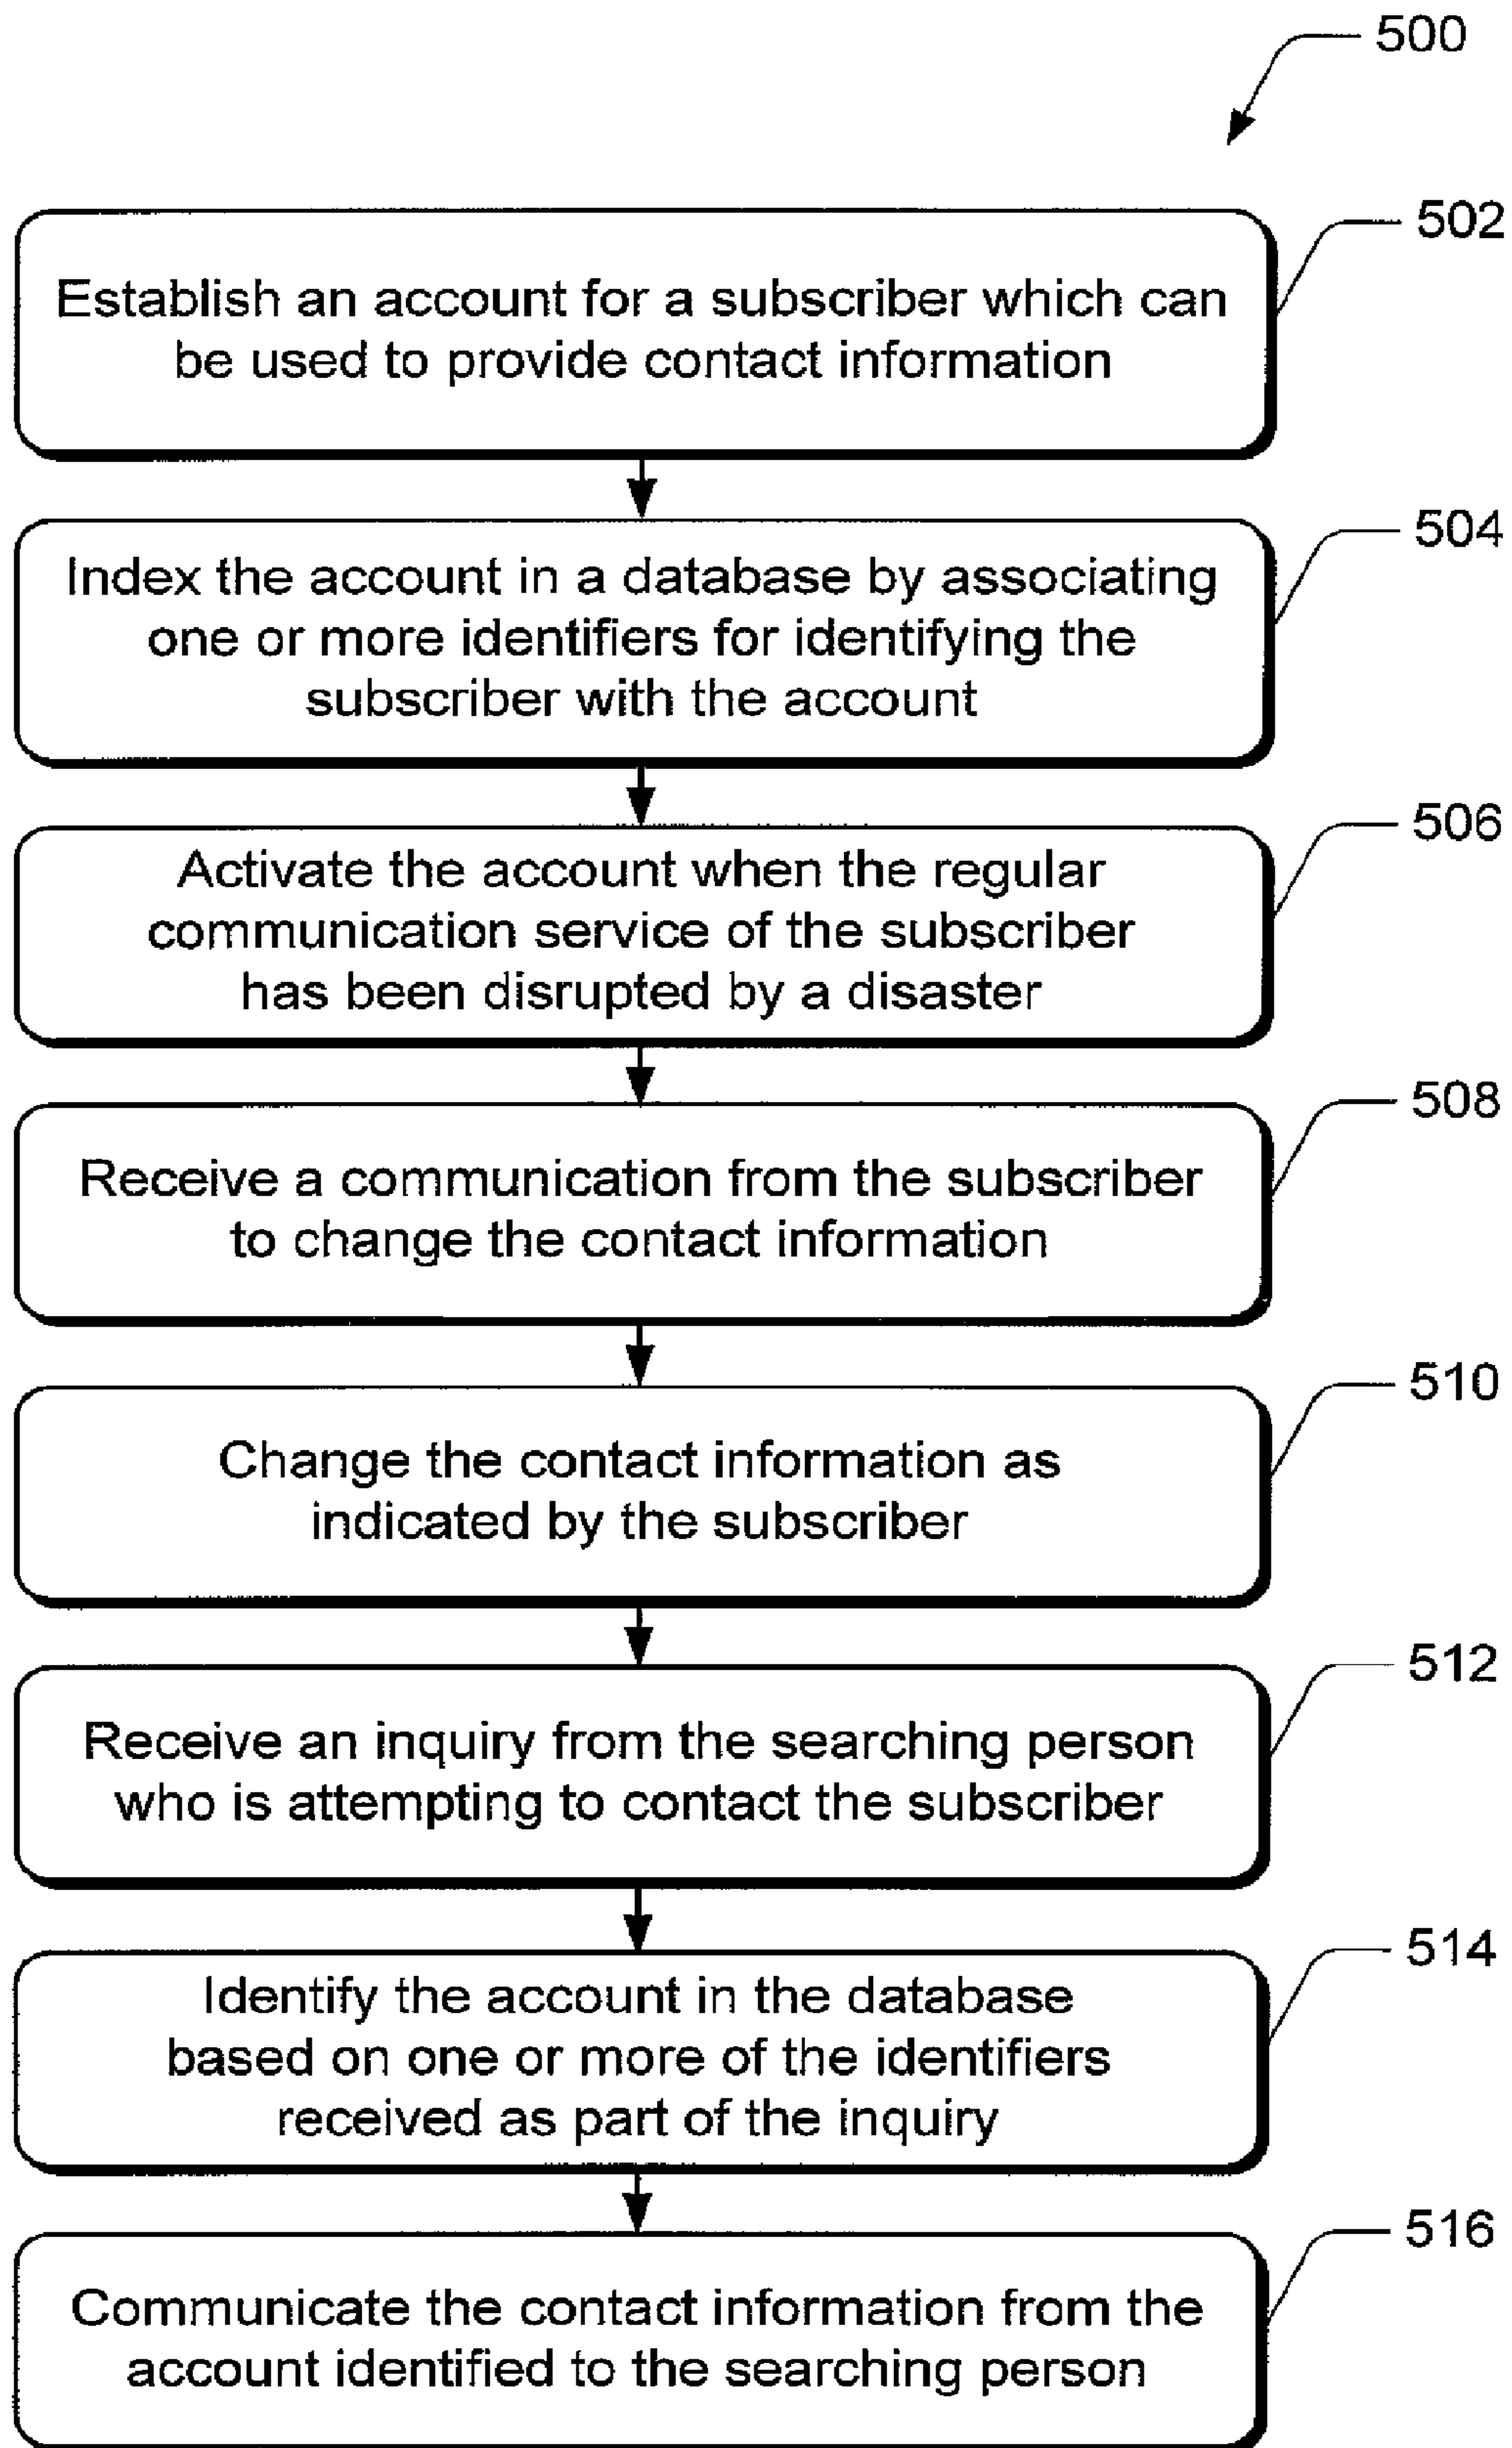 500
502
Establish an account for a subscriber which can
be used to provide contact information
504
Index the account in a database by associating
one or more identifiers for identifying the
subscriber with the account
506
Activate the account when the regular
communication service of the subscriber
has been disrupted by a disaster
508
Receive a communication from the subscriber
to change the contact information
510
Change the contact information as
indicated by the subscriber
512
Receive an inquiry from the searching person
who is attempting to contact the subscriber
514
Identify the account in the database
based on one or more of the identifiers
received as part of the inquiry
516
Communicate the contact information from the
account identified to the searching person